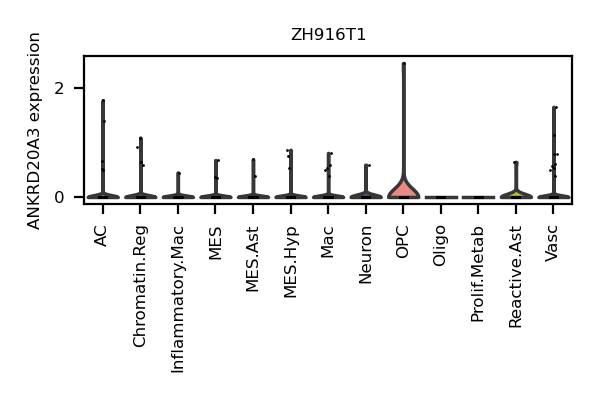 ZH916T1
ANKRD20A3 expression
2
0
AC
Chromatin.Reg
Inflammatory.Mac
MES
MES.Ast
MES.Hyp
Mac
Neuron
OPC
Oligo
Prolif.Metab
Reactive.Ast
Vasc